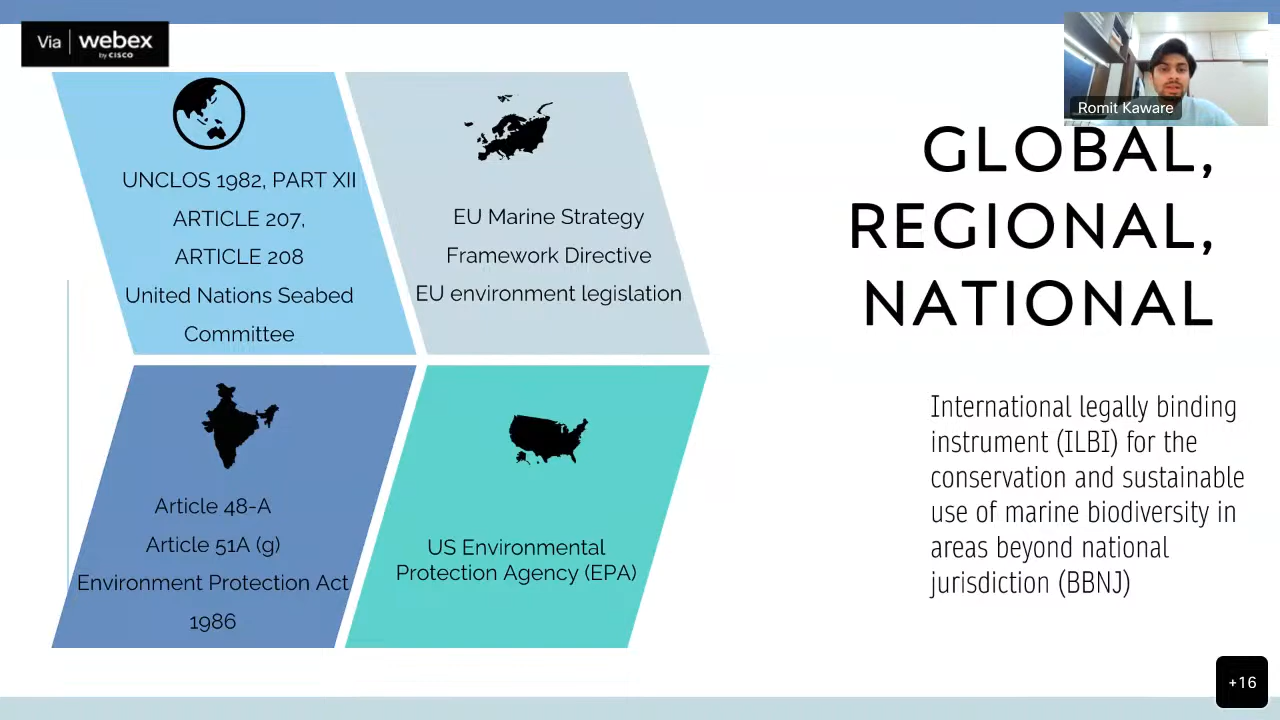 Via webex
by CISCO
Romit Kaware
GLOBAL,
REGIONAL,
NATIONAL
UNCLOS 1982, PART XII
ARTICLE 207,
ARTICLE 208
United Nations Seabed
Committee
EU Marine Strategy
Framework Directive
EU environment legislation
Article 48-A
Article 51A (g)
Environment Protection Act
1986
US Environmental
Protection Agency (EPA)
International legally binding
instrument (ILBI) for the
conservation and sustainable
use of marine biodiversity in
areas beyond national
jurisdiction (BBNJ)
+16